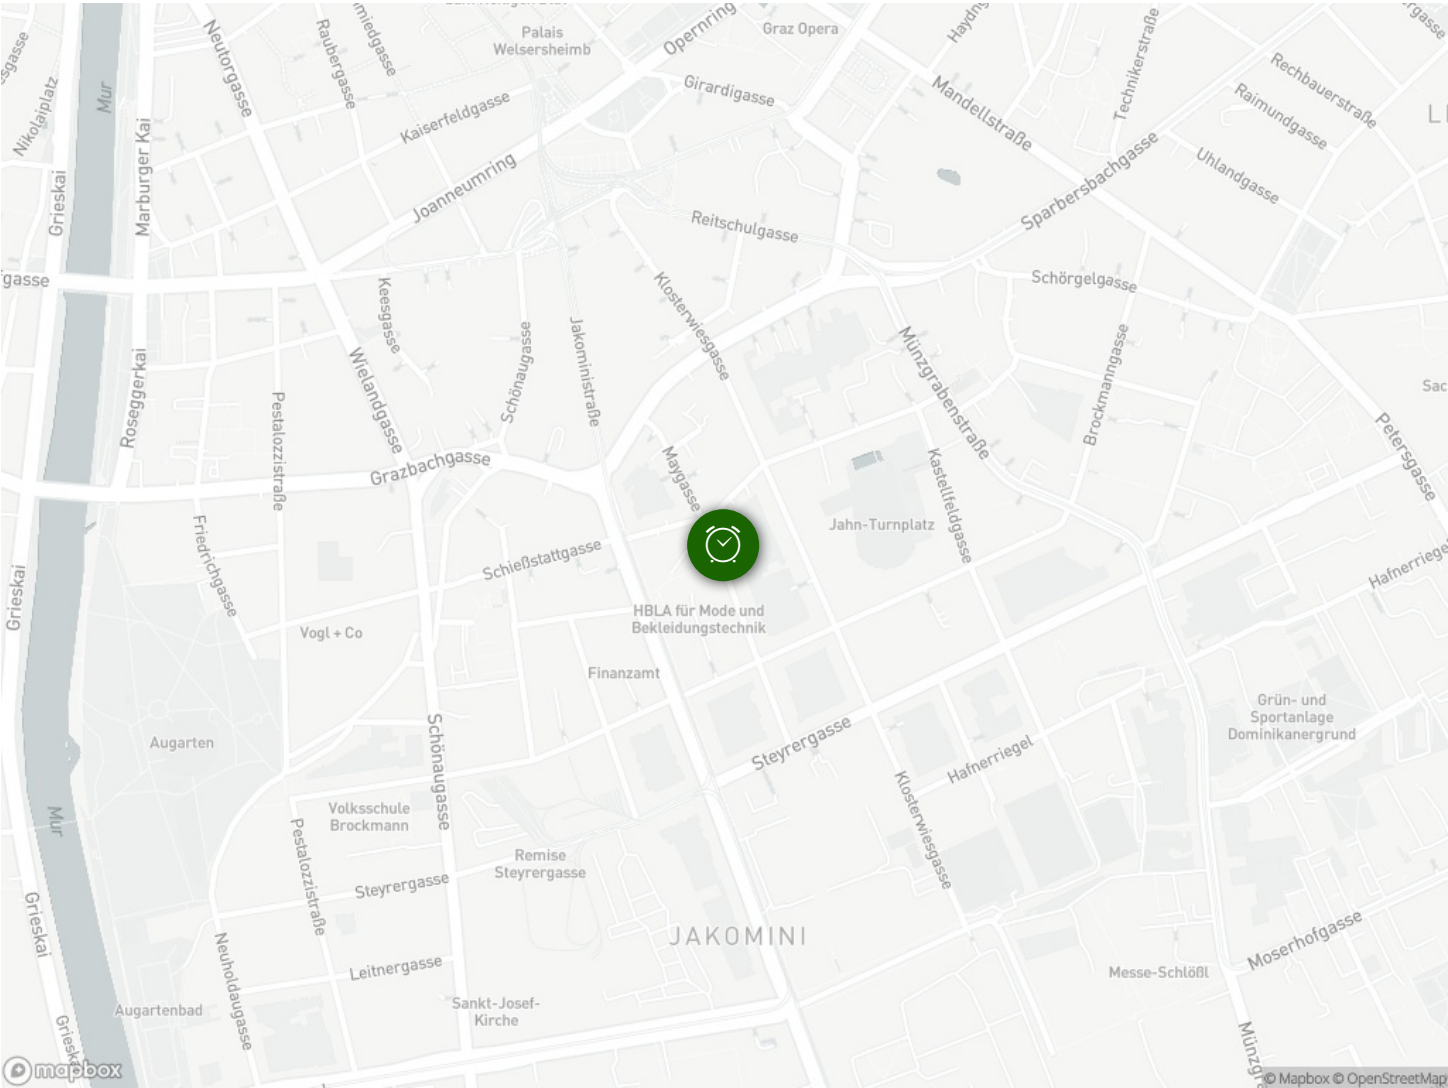 Palais
Welsersheimb
Opernring
Graz Opera
Neutorgasse
Raubergasse
Mur
Nikolaiplatz
Marburger Kai
Kaiserfeldgasse
Girardigasse
Mandellstraße
Technikerstraße
Rechbauerstraße
Raimundgasse
Uhlandgasse
Grieskai
Joanneumring
Sparbersbachgasse
Reitschulgasse
Schörgelgasse
Keesgasse
Klosterwiesgasse
Jakoministraße
Schönaugasse
Wielandgasse
Roseggerkai
Pestalozzistraße
Münzgrabenstraße
Brockmanngasse
Petersgasse
Grazbachgasse
Maygasse
Kastellfeldgasse
Jahn-Turnplatz
Friedrichgasse
Schießstattgasse
Hafnerriegel
Grieskai
HBLA für Mode und
Bekleidungstechnik
Vogl + Co
Finanzamt
Grün- und
Sportanlage
Dominikanergrund
Augarten
Schönaugasse
Steyrergasse
Hafnerriegel
Mur
Volksschule
Brockmann
Klosterwiesgasse
Pestalozzistraße
Remise
Steyrergasse
Steyrergasse
Grieskai
JAKOMINI
Moserhofgasse
Neuholdaugasse
Leitnergasse
Messe-Schlößl
Augartenbad
Sankt-Josef-
Kirche
mapbox
© Mapbox © OpenStreetMap